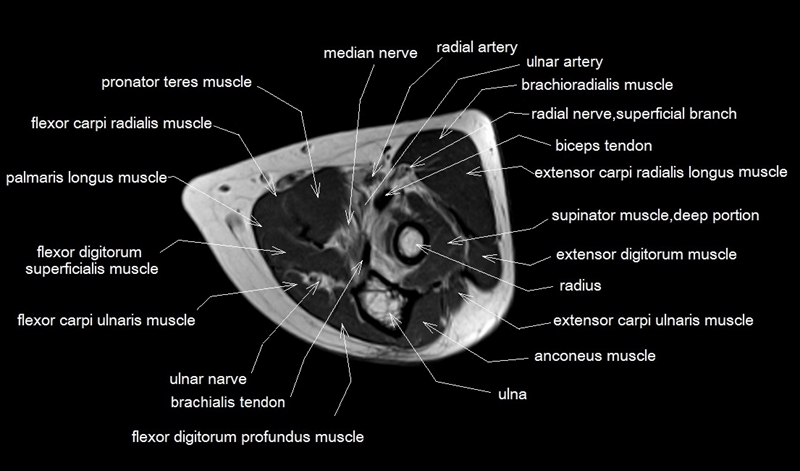 radial artery
median nerve
ulnar artery
pronator teres muscle
brachioradialis muscle
flexor carpi radialis muscle
radial nerve,superficial branch
biceps tendon
palmaris longus muscle
extensor carpi radialis longus muscle
supinator muscle,deep portion
flexor digitorum
superficialis muscle
extensor digitorum muscle
radius
flexor carpi ulnaris muscle
extensor carpi ulnaris muscle
anconeus muscle
ulnar narve
ulna
brachialis tendon
flexor digitorum profundus muscle